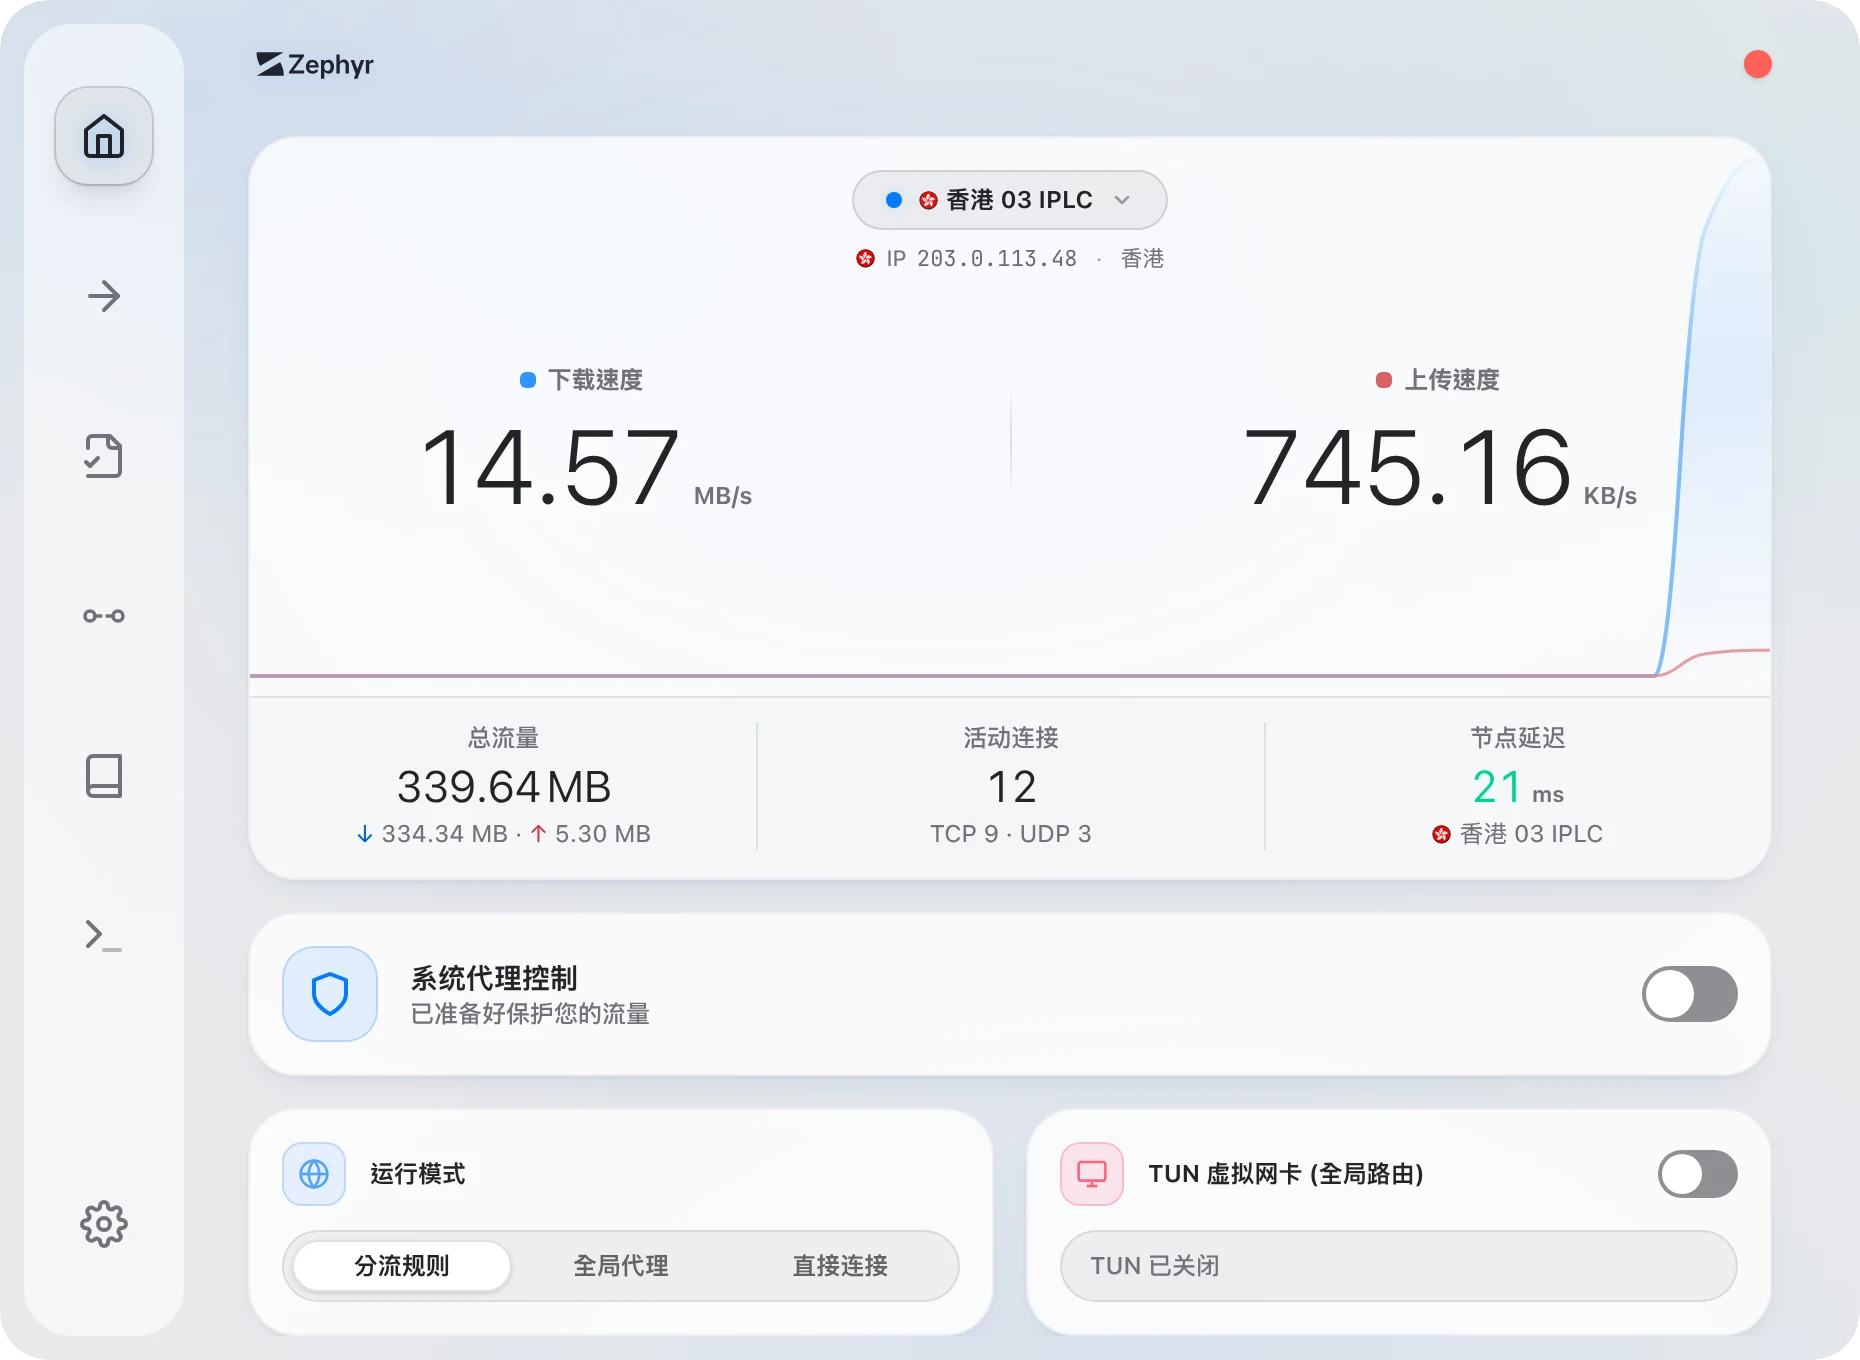 Zephyr
香港 03 IPLC
IP 203.0.113.48 · 香港
下载速度
14.57 MB/s
上传速度
745.16 KB/s
总流量
339.64 MB
↓ 334.34 MB · ↑ 5.30 MB
活动连接
12
TCP 9 · UDP 3
节点延迟
21 ms
香港 03 IPLC
系统代理控制
已准备好保护您的流量
运行模式
分流规则 全局代理 直接连接
TUN 虚拟网卡 (全局路由)
TUN 已关闭